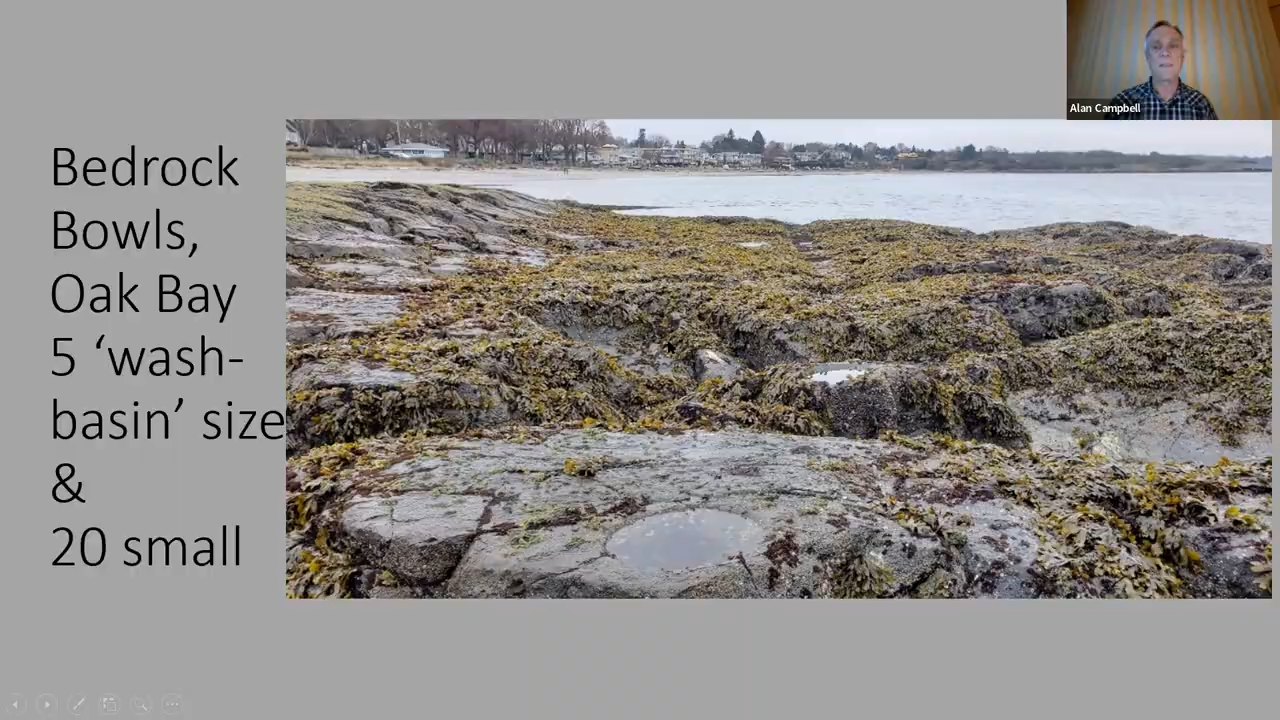 Bedrock
Bowls,
Oak Bay
5 ‘wash-
basin’ size
&
20 small
Alan Campbell